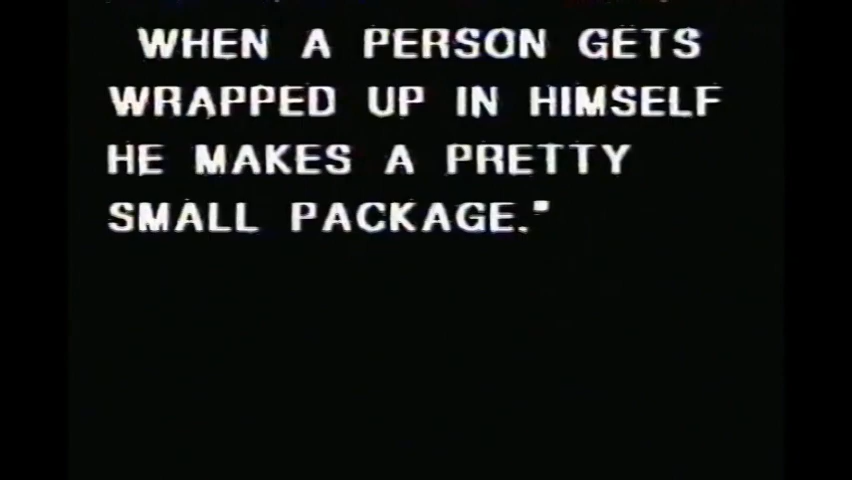 WHEN A PERSON GETS
WRAPPED UP IN HIMSELF
HE MAKES A PRETTY
SMALL PACKAGE."